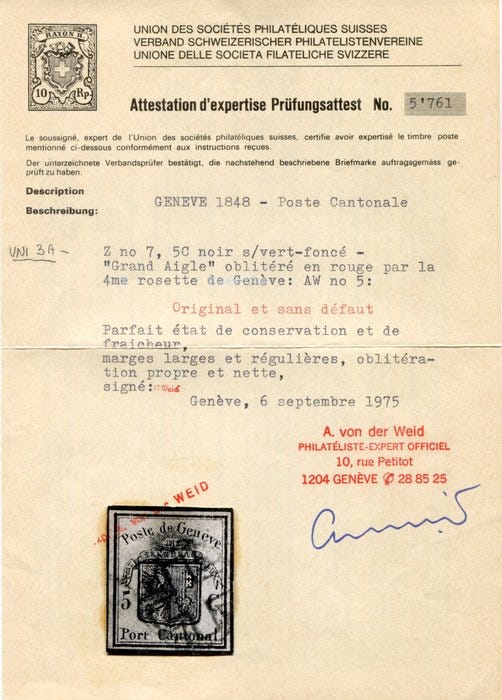 RAYON II.
10 Rp.
UNION DES SOCIÉTÉS PHILATÉLIQUES SUISSES
VERBAND SCHWEIZERISCHER PHILATELISTENVEREINE
UNIONE DELLE SOCIETA FILATELICHE SVIZZERE
Attestation d'expertise Prüfungsattest No. 5'761
Le soussigné, expert de l'Union des sociétés philatéliques suisses, certifie avoir expertisé le timbre poste
mentionné ci-dessous conformément aux instructions reçues.
Der unterzeichnete Verbandsprüfer bestätigt, die nachstehend beschriebene Briefmarke auftragsgemäss ge-
prüft zu haben.
Description
Beschreibung:
GENEVE 1848 - Poste Cantonale
UNI 3A -
Z no 7, 5C noir s/vert-foncé -
"Grand Aigle" oblitéré en rouge par la
4me rosette de Genève: AW no 5:
Original et sans défaut
Parfait état de conservation et de
fraicheur,
marges larges et régulières, oblitéra-
tion propre et nette,
signé: Weid
Genève, 6 septembre 1975
A. von der Weid
PHILATÉLISTE-EXPERT OFFICIEL
10, rue Petitot
1204 GENÈVE ✆ 28 85 25
WEID
Poste de Genève
5 C
Port Cantonal